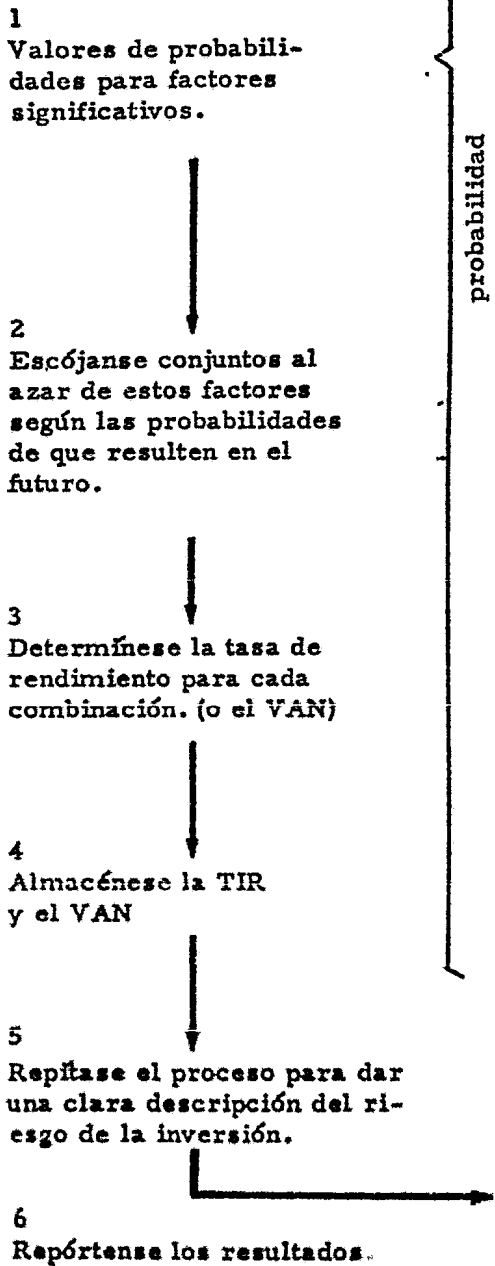 1
Valores de probabili-
dades para factores
significativos.
probabilidad
2
Escójanse conjuntos al
azar de estos factores
según las probabilidades
de que resulten en el
futuro.
3
Determínese la tasa de
rendimiento para cada
combinación. (o el VAN)
4
Almacénese la TIR
y el VAN
5
Repítase el proceso para dar
una clara descripción del ri-
esgo de la inversión.
6
Repórtense los resultados.